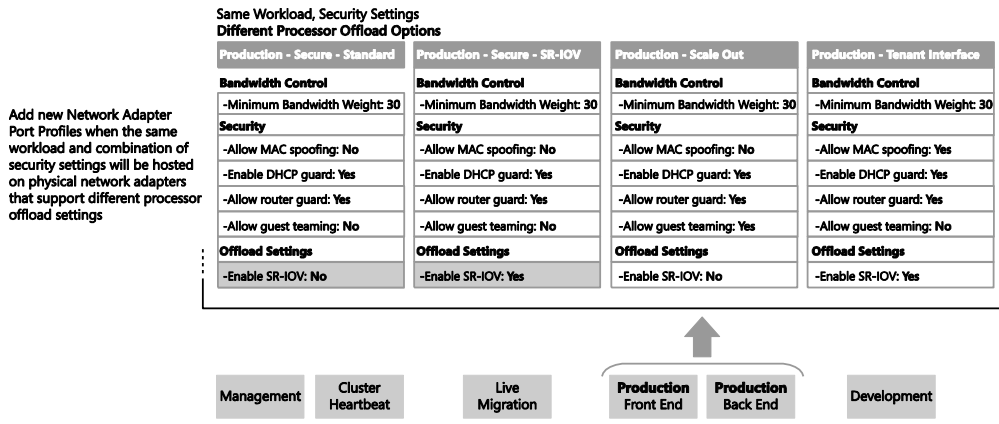 Same Workload, Security Settings
Different Processor Offload Options
Add new Network Adapter
Port Profiles when the same
workload and combination of
security settings will be hosted
on physical network adapters
that support different processor
offload settings
Production - Secure - Standard
Bandwidth Control
-Minimum Bandwidth Weight: 30
Security
-Allow MAC spoofing: No
-Enable DHCP guard: Yes
-Allow router guard: Yes
-Allow guest teaming: No
Offload Settings
-Enable SR-IOV: No
Production - Secure - SR-IOV
Bandwidth Control
-Minimum Bandwidth Weight: 30
Security
-Allow MAC spoofing: No
-Enable DHCP guard: Yes
-Allow router guard: Yes
-Allow guest teaming: No
Offload Settings
-Enable SR-IOV: Yes
Production - Scale Out
Bandwidth Control
-Minimum Bandwidth Weight: 30
Security
-Allow MAC spoofing: No
-Enable DHCP guard: Yes
-Allow router guard: Yes
-Allow guest teaming: Yes
Offload Settings
-Enable SR-IOV: No
Production - Tenant Interface
Bandwidth Control
-Minimum Bandwidth Weight: 30
Security
-Allow MAC spoofing: Yes
-Enable DHCP guard: Yes
-Allow router guard: Yes
-Allow guest teaming: No
Offload Settings
-Enable SR-IOV: Yes
Management
Cluster
Heartbeat
Live
Migration
Production
Front End
Production
Back End
Development